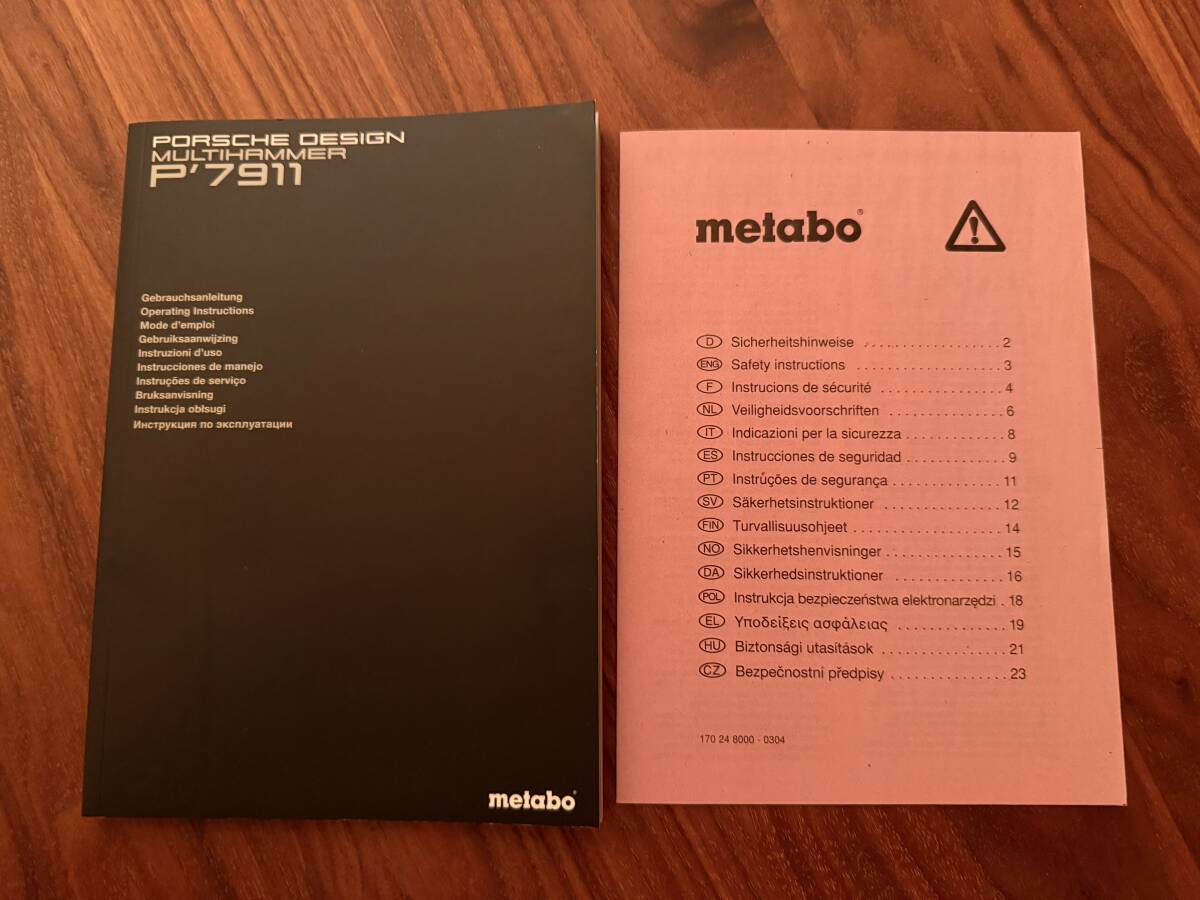 PORSCHE DESIGN
MULTIHAMMER
P'7911
Gebrauchsanleitung
Operating Instructions
Mode d'emploi
Gebruiksaanwijzing
Instruzioni d'uso
Instrucciones de manejo
Instruções de serviço
Bruksanvisning
Instrukcja obłsugi
Инструкция по эксплуатации
metabo®
metabo®
D Sicherheitshinweise . . . . . . . . . . . . . . . . . . 2
ENG Safety instructions . . . . . . . . . . . . . . . . . . . 3
F Instrucions de sécurité . . . . . . . . . . . . . . . . 4
NL Veiligheidsvoorschriften . . . . . . . . . . . . . . . 6
IT Indicazioni per la sicurezza . . . . . . . . . . . . . 8
ES Instrucciones de seguridad . . . . . . . . . . . . . 9
PT Instrůções de segurança . . . . . . . . . . . . . . 11
SV Säkerhetsinstruktioner . . . . . . . . . . . . . . . 12
FIN Turvallisuusohjeet . . . . . . . . . . . . . . . . . . . 14
NO Sikkerhetshenvisninger . . . . . . . . . . . . . . . 15
DA Sikkerhedsinstruktioner . . . . . . . . . . . . . . 16
POL Instrukcja bezpieczeństwa elektronarzędzi . 18
EL Υποδείξεις ασφάλειας . . . . . . . . . . . . . . 19
HU Biztonsági utasítások . . . . . . . . . . . . . . . . 21
CZ Bezpečnostní předpisy . . . . . . . . . . . . . . . 23
170 24 8000 - 0304